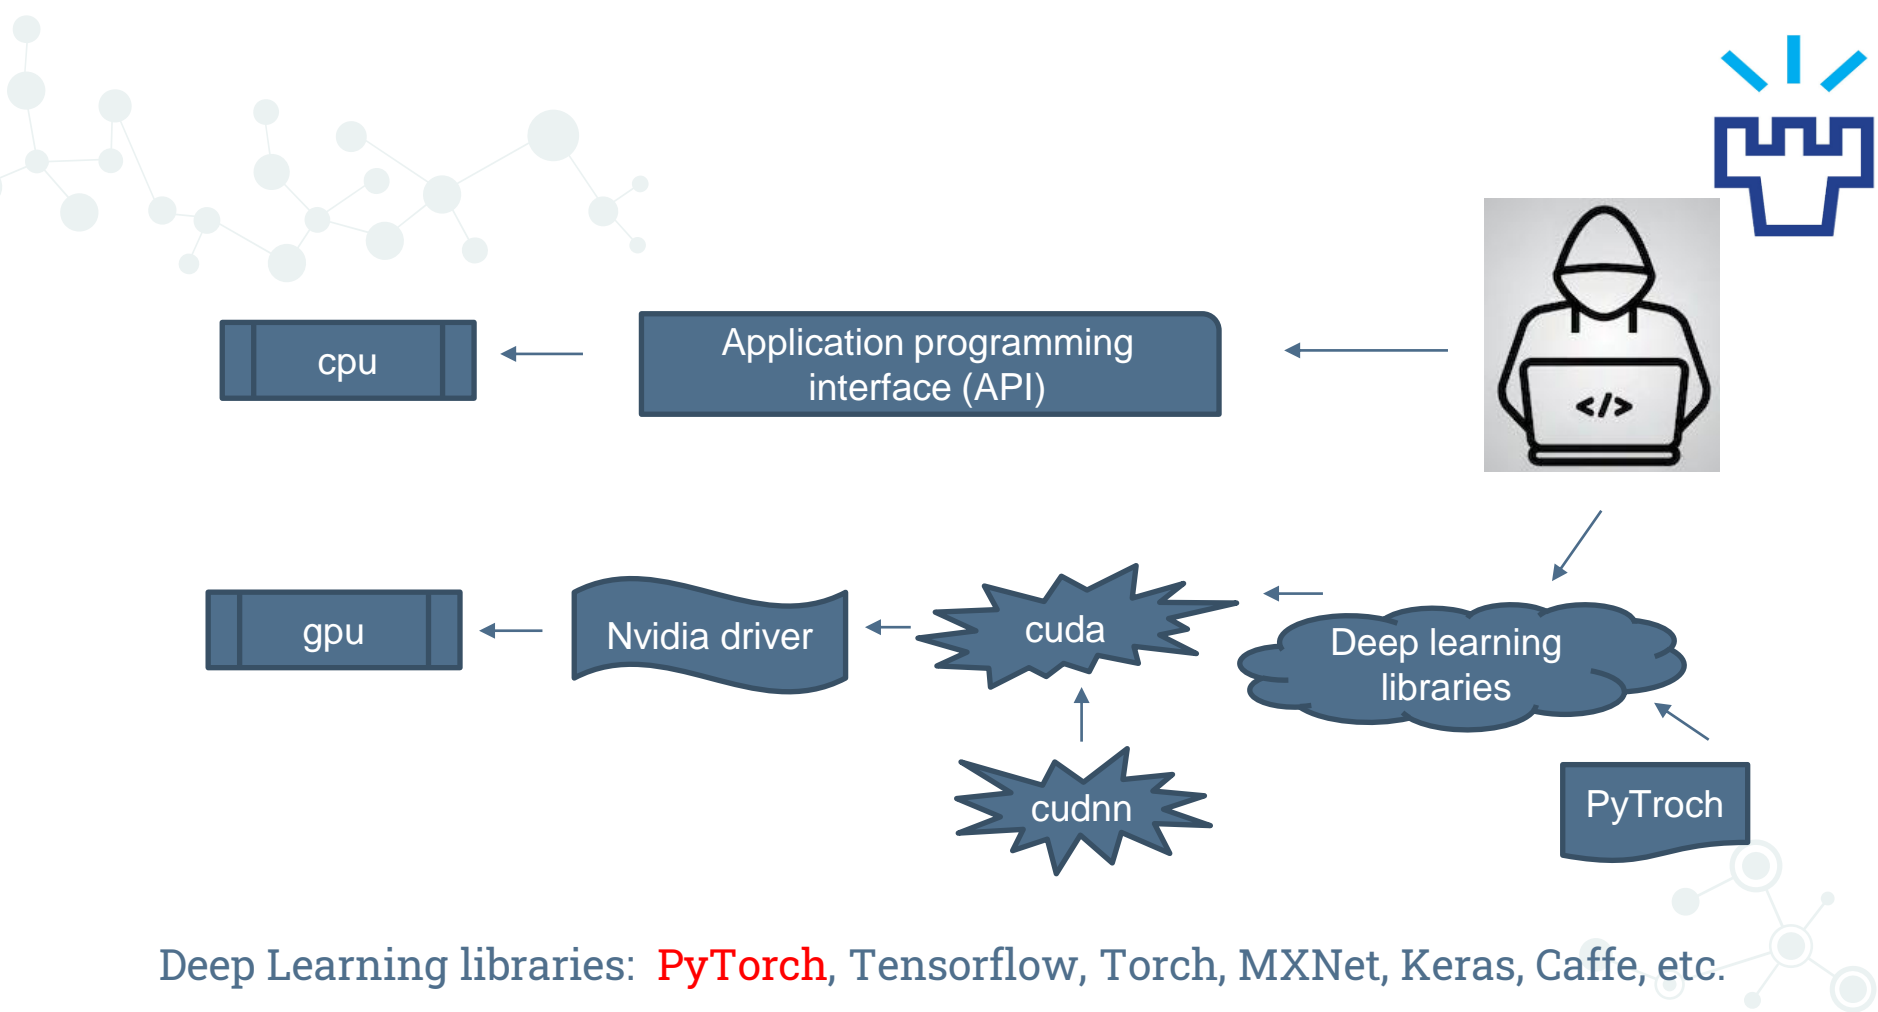 cpu
Application programming
interface (API)
</>
gpu
Nvidia driver
cuda
Deep learning
libraries
cudnn
PyTroch
Deep Learning libraries: PyTorch, Tensorflow, Torch, MXNet, Keras, Caffe, etc.